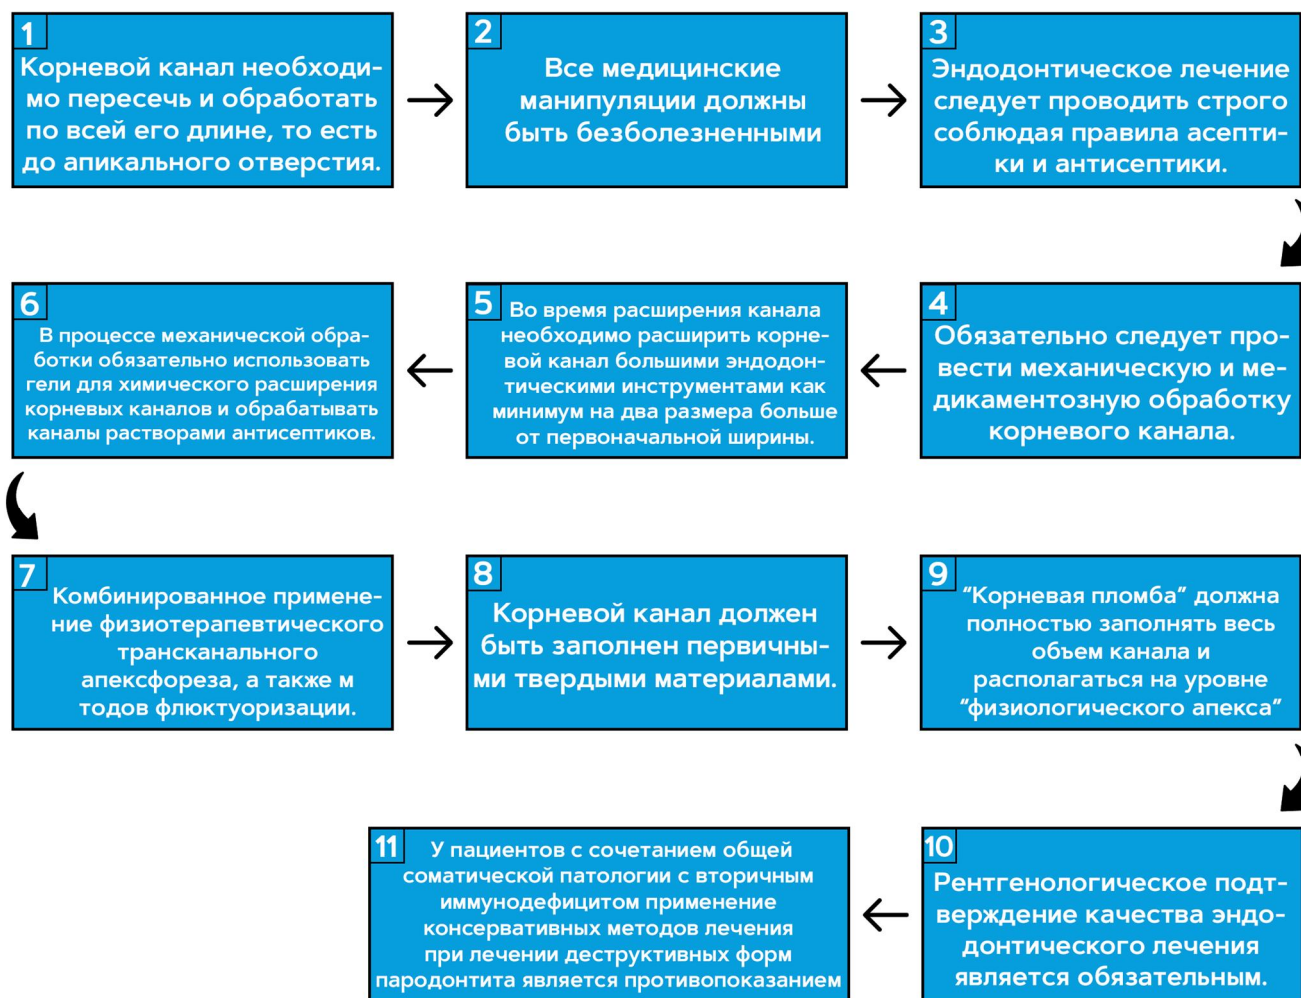 1
Корневой канал необходи-
мо пересечь и обработать
по всей его длине, то есть
до апикального отверстия.
2
Все медицинские
манипуляции должны
быть безболезненными
3
Эндодонтическое лечение
следует проводить строго
соблюдая правила асепти-
ки и антисептики.
4
Обязательно следует про-
вести механическую и ме-
дикаментозную обработку
корневого канала.
5
Во время расширения канала
необходимо расширить корне-
вой канал большими эндодон-
тическими инструментами как
минимум на два размера больше
от первоначальной ширины.
6
В процессе механической обра-
ботки обязательно использовать
гели для химического расширения
корневых каналов и обрабатывать
каналы растворами антисептиков.
7
Комбинированное примене-
ние физиотерапевтического
трансканального
апексфореза, а также м
тодов флюктуоризации.
8
Корневой канал должен
быть заполнен первичны-
ми твердыми материалами.
9
“Корневая пломба” должна
полностью заполнять весь
объем канала и
располагаться на уровне
“физиологического апекса”
10
Рентгенологическое подт-
верждение качества эндо-
донтического лечения
является обязательным.
11
У пациентов с сочетанием общей
соматической патологии с вторичным
иммунодефицитом применение
консервативных методов лечения
при лечении деструктивных форм
пародонтита является противопоказанием